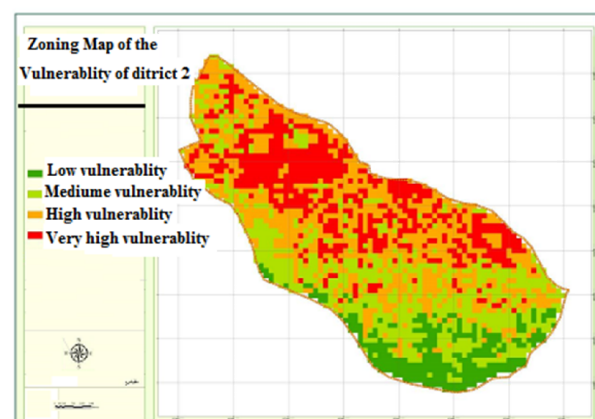 Zoning Map of the
Vulnerablity of ditrict 2
Low vulnerablity
Mediume vulnerablity
High vulnerablity
Very high vulnerablity